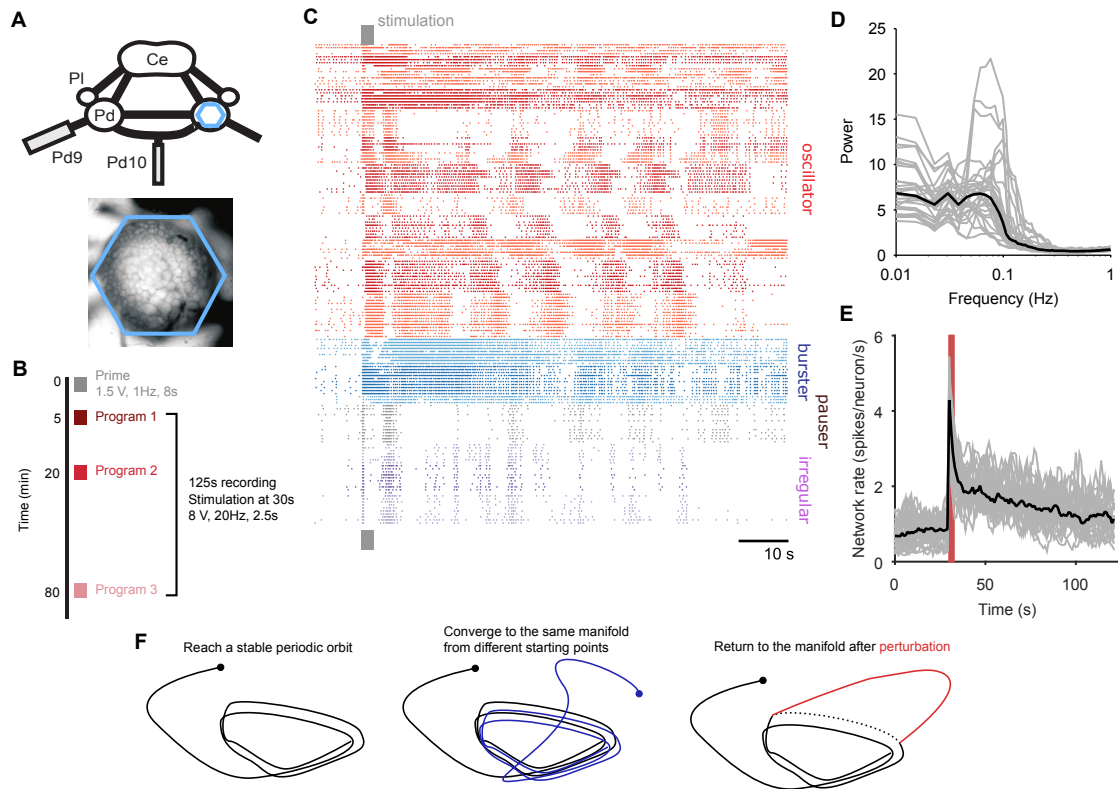 A
Ce
Pl
Pd
Pd9
Pd10
B
0
Prime
1.5 V, 1Hz, 8s
5
Program 1
20
Program 2
125s recording
Stimulation at 30s
8 V, 20Hz, 2.5s
Time (min)
80
Program 3
C
stimulation
oscillator
burster
pauser
irregular
10 s
D
25
20
15
10
5
0
Power
0.01
0.1
1
Frequency (Hz)
E
6
4
2
0
Network rate (spikes/neuron/s)
0
50
100
Time (s)
F
Reach a stable periodic orbit
Converge to the same manifold
from different starting points
Return to the manifold after perturbation